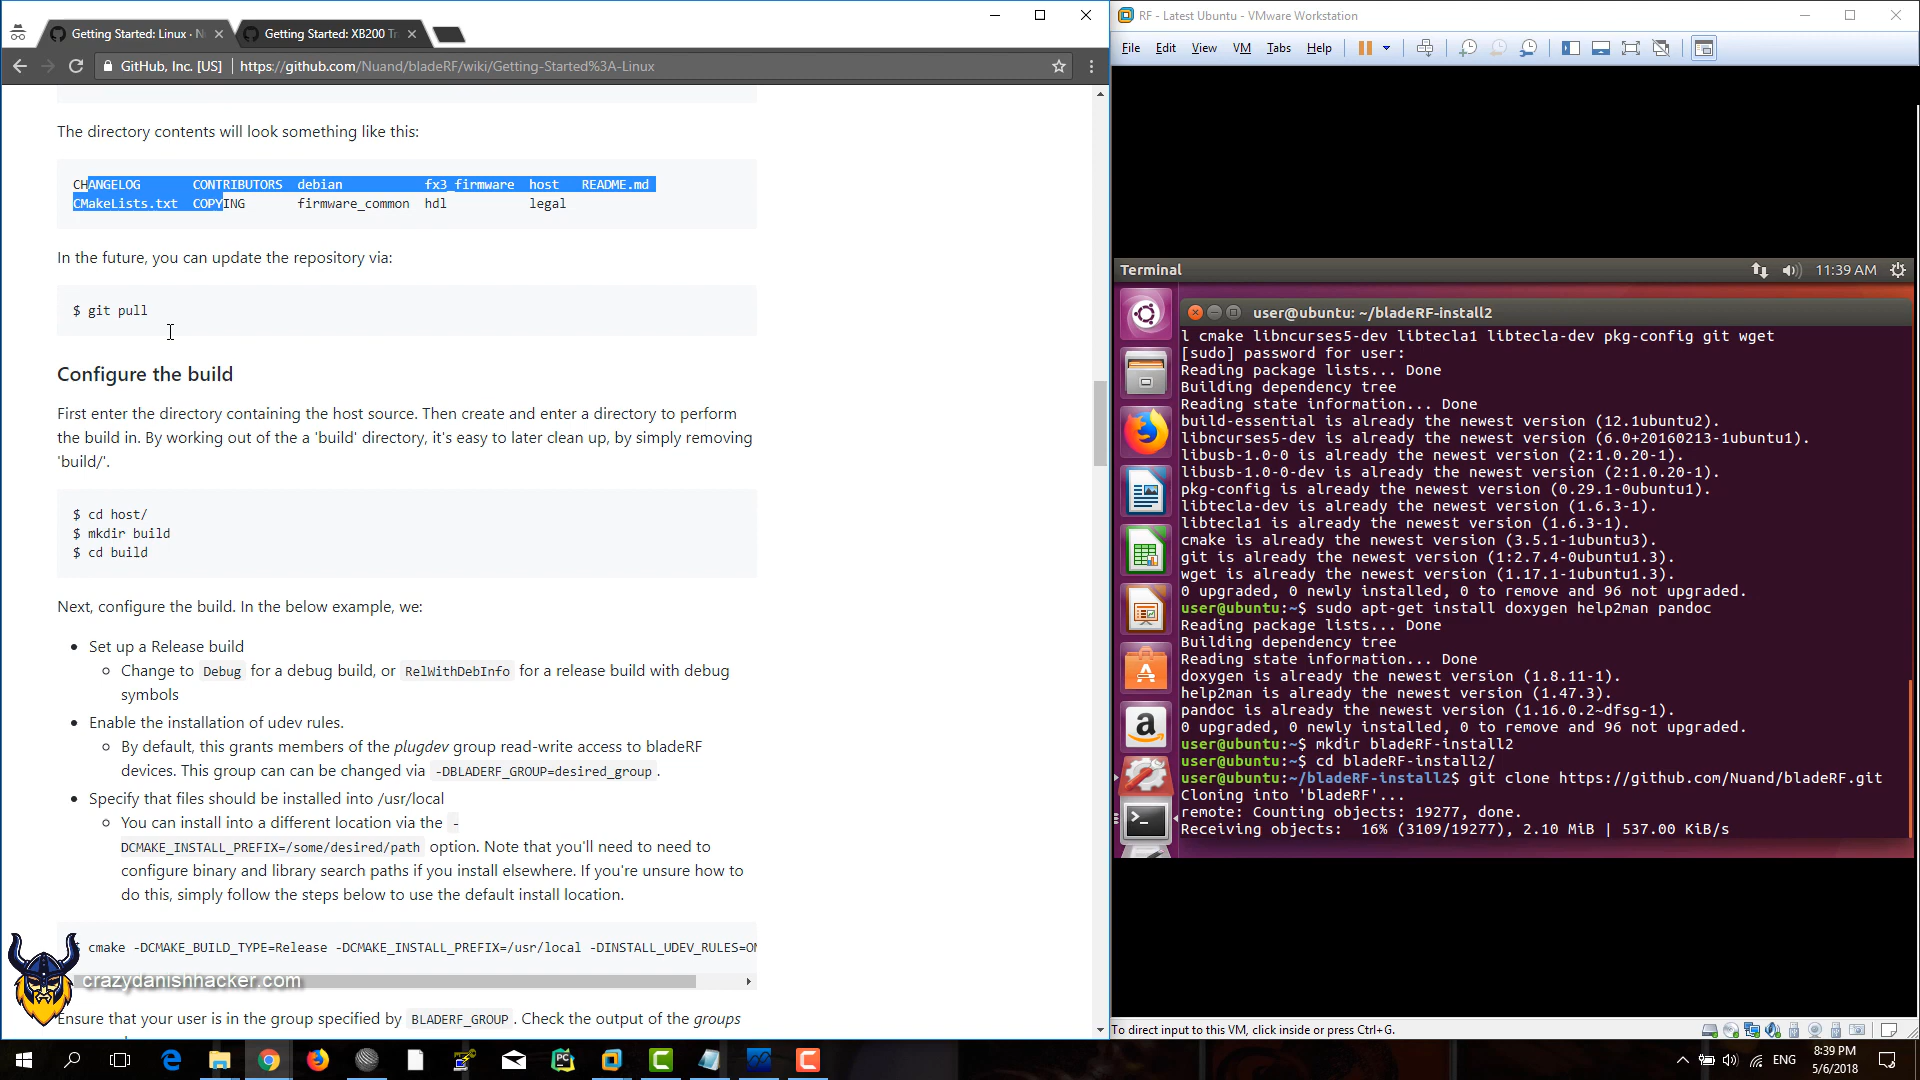 Getting Started: Linux · N
Getting Started: XB200 Tr
GitHub, Inc. [US]
https://github.com/Nuand/bladeRF/wiki/Getting-Started%3A-Linux
The directory contents will look something like this:
CHANGELOG CONTRIBUTORS debian fx3_firmware host README.md
CMakeLists.txt COPYING firmware_common hdl legal
In the future, you can update the repository via:
$ git pull
Configure the build
First enter the directory containing the host source. Then create and enter a directory to perform
the build in. By working out of the a 'build' directory, it's easy to later clean up, by simply removing
'build/'.
$ cd host/
$ mkdir build
$ cd build
Next, configure the build. In the below example, we:
Set up a Release build
Change to Debug for a debug build, or RelWithDebInfo for a release build with debug
symbols
Enable the installation of udev rules.
By default, this grants members of the plugdev group read-write access to bladeRF
devices. This group can can be changed via -DBLADERF_GROUP=desired_group .
Specify that files should be installed into /usr/local
You can install into a different location via the -
DCMAKE_INSTALL_PREFIX=/some/desired/path option. Note that you'll need to need to
configure binary and library search paths if you install elsewhere. If you're unsure how to
do this, simply follow the steps below to use the default install location.
cmake -DCMAKE_BUILD_TYPE=Release -DCMAKE_INSTALL_PREFIX=/usr/local -DINSTALL_UDEV_RULES=ON
crazydanishhacker.com
Ensure that your user is in the group specified by BLADERF_GROUP . Check the output of the groups
RF - Latest Ubuntu - VMware Workstation
File Edit View VM Tabs Help
Terminal
11:39 AM
user@ubuntu: ~/bladeRF-install2
l cmake libncurses5-dev libtecla1 libtecla-dev pkg-config git wget
[sudo] password for user:
Reading package lists... Done
Building dependency tree
Reading state information... Done
build-essential is already the newest version (12.1ubuntu2).
libncurses5-dev is already the newest version (6.0+20160213-1ubuntu1).
libusb-1.0-0 is already the newest version (2:1.0.20-1).
libusb-1.0-0-dev is already the newest version (2:1.0.20-1).
pkg-config is already the newest version (0.29.1-0ubuntu1).
libtecla-dev is already the newest version (1.6.3-1).
libtecla1 is already the newest version (1.6.3-1).
cmake is already the newest version (3.5.1-1ubuntu3).
git is already the newest version (1:2.7.4-0ubuntu1.3).
wget is already the newest version (1.17.1-1ubuntu1.3).
0 upgraded, 0 newly installed, 0 to remove and 96 not upgraded.
user@ubuntu:~$ sudo apt-get install doxygen help2man pandoc
Reading package lists... Done
Building dependency tree
Reading state information... Done
doxygen is already the newest version (1.8.11-1).
help2man is already the newest version (1.47.3).
pandoc is already the newest version (1.16.0.2~dfsg-1).
0 upgraded, 0 newly installed, 0 to remove and 96 not upgraded.
user@ubuntu:~$ mkdir bladeRF-install2
user@ubuntu:~$ cd bladeRF-install2/
user@ubuntu:~/bladeRF-install2$ git clone https://github.com/Nuand/bladeRF.git
Cloning into 'bladeRF'...
remote: Counting objects: 19277, done.
Receiving objects: 16% (3109/19277), 2.10 MiB | 537.00 KiB/s
To direct input to this VM, click inside or press Ctrl+G.
ENG
8:39 PM
5/6/2018